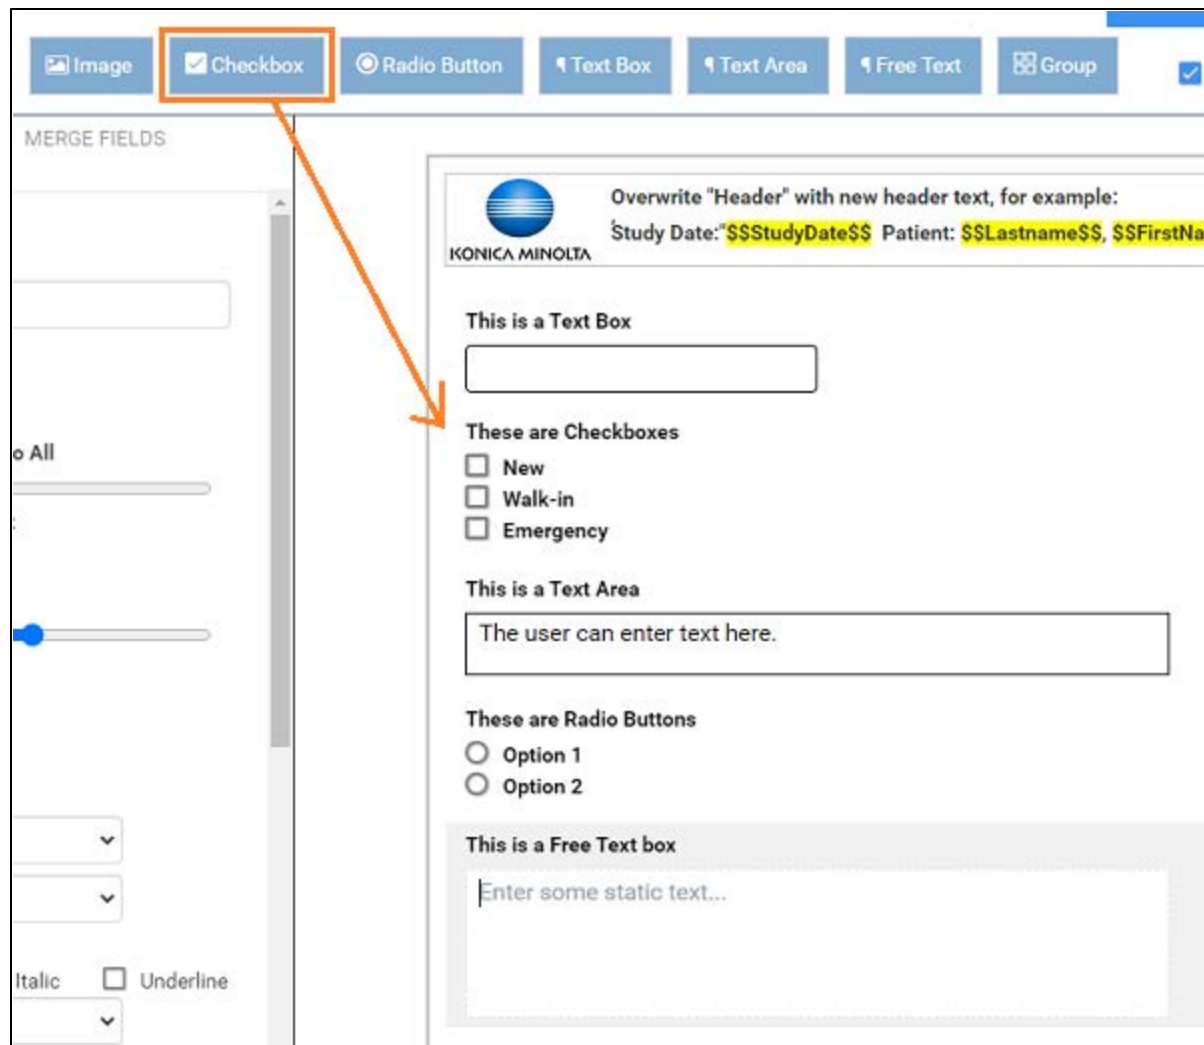 Image
Checkbox
Radio Button
¶ Text Box
¶ Text Area
¶ Free Text
Group
MERGE FIELDS
o All
Italic
Underline
KONICA MINOLTA
Overwrite "Header" with new header text, for example:
Study Date:"$$StudyDate$$ Patient: $$Lastname$$, $$FirstNa
This is a Text Box
These are Checkboxes
New
Walk-in
Emergency
This is a Text Area
The user can enter text here.
These are Radio Buttons
Option 1
Option 2
This is a Free Text box
Enter some static text...